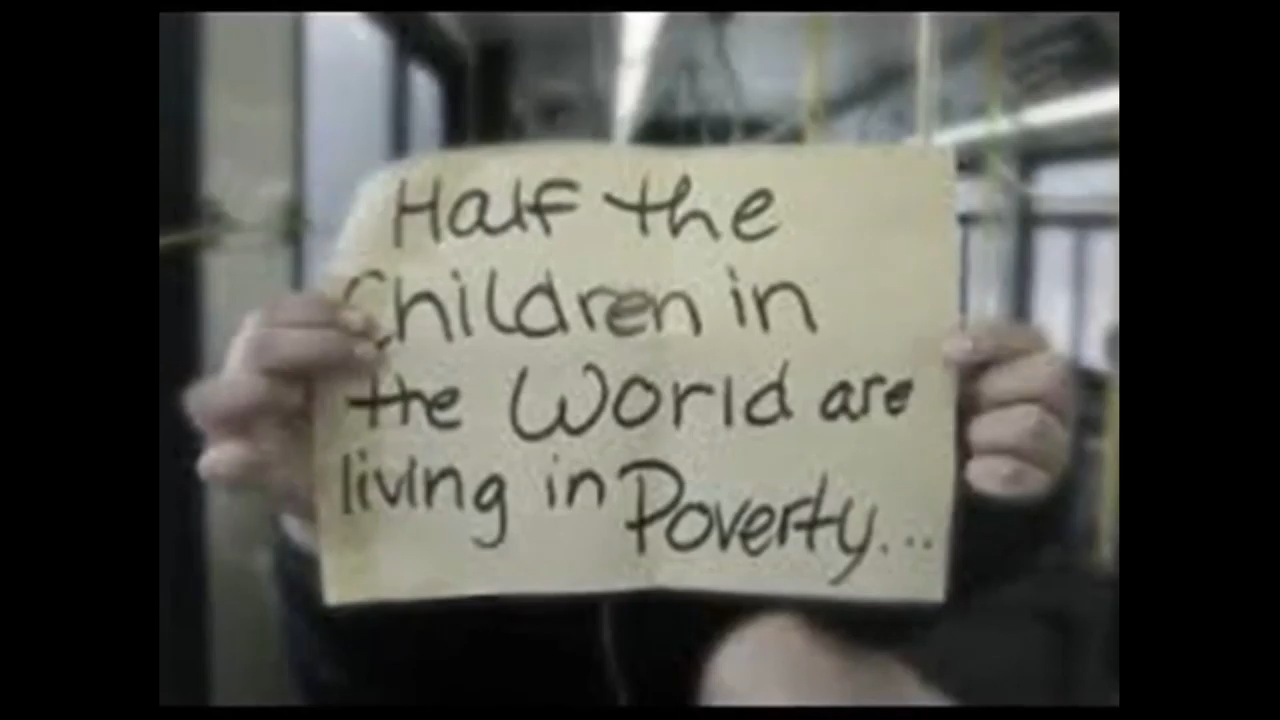 Half the
Children in
the World are
living in Poverty...